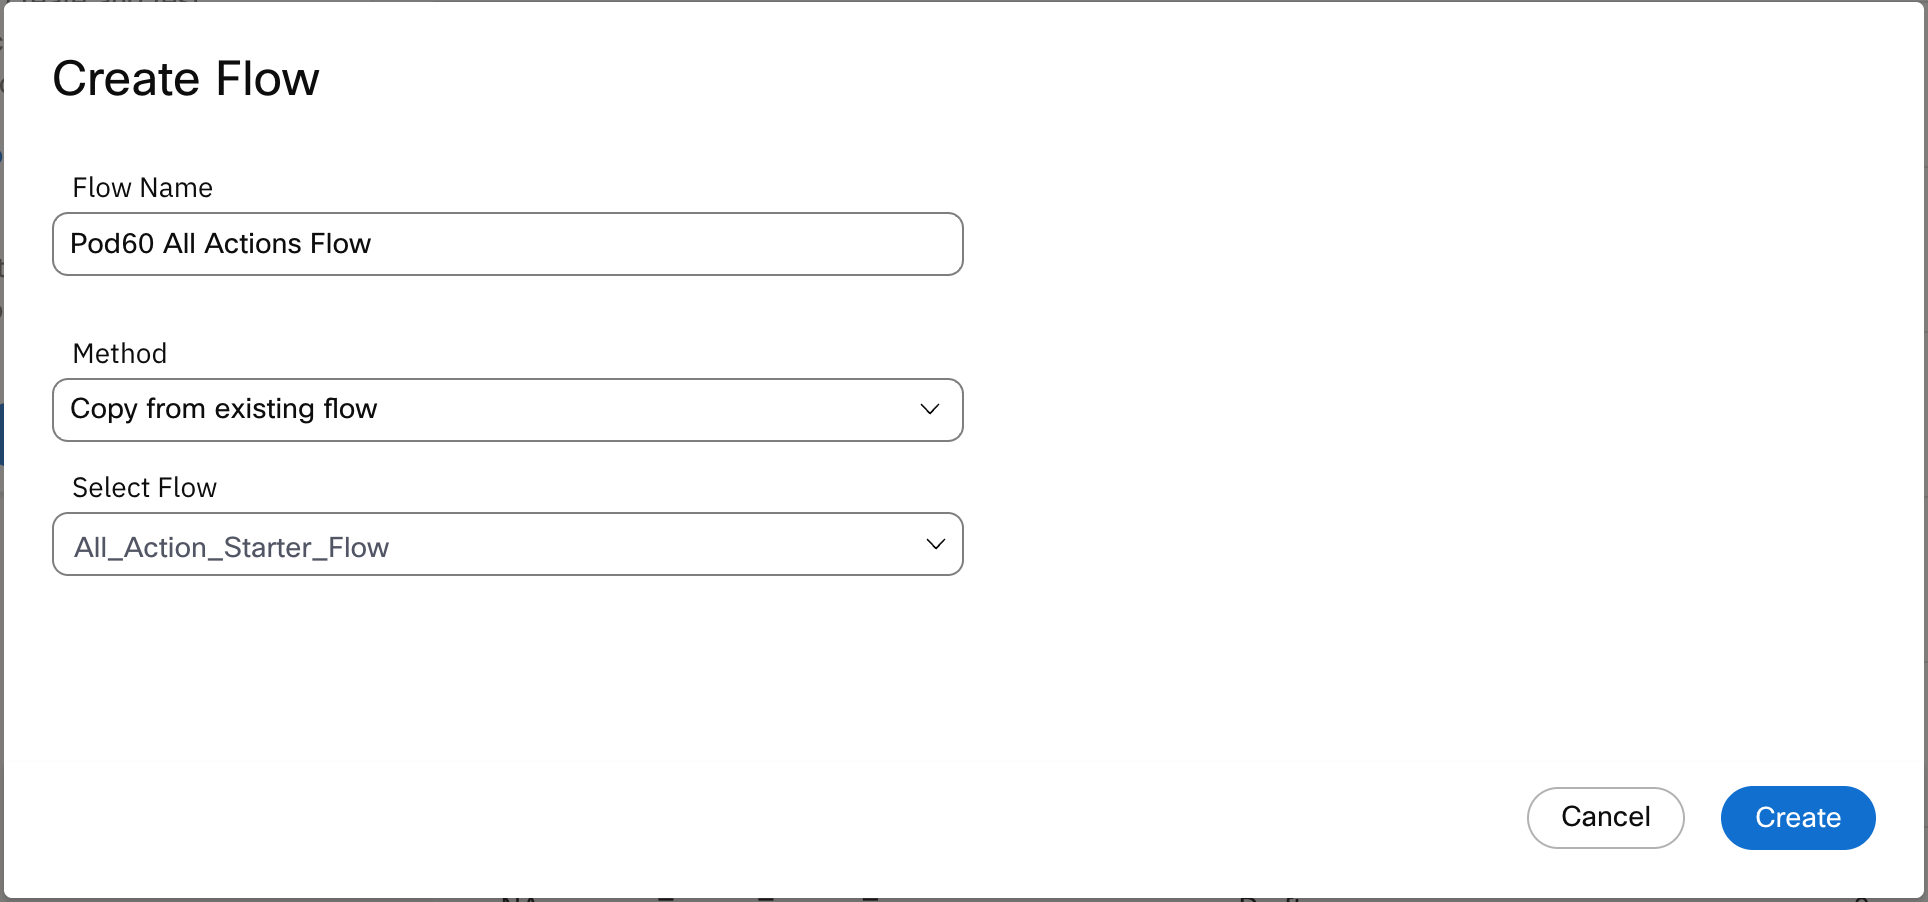 Create Flow
Flow Name
Pod60 All Actions Flow
Method
Copy from existing flow
Select Flow
All_Action_Starter_Flow
Cancel
Create